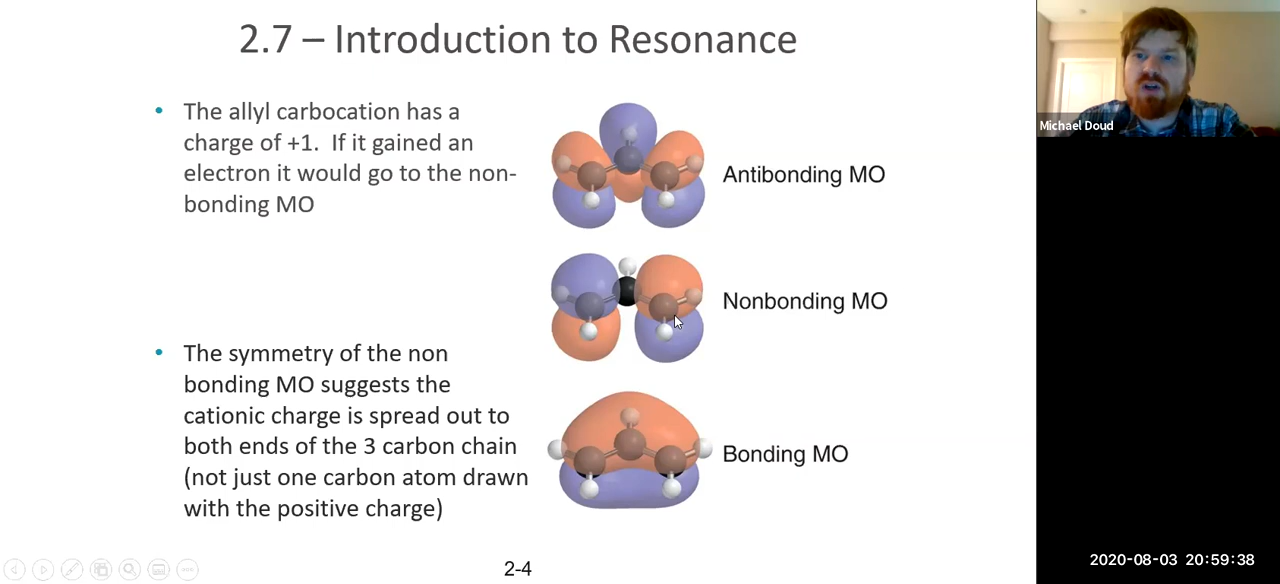 2.7 – Introduction to Resonance
• The allyl carbocation has a
charge of +1. If it gained an
electron it would go to the non-
bonding MO
• The symmetry of the non
bonding MO suggests the
cationic charge is spread out to
both ends of the 3 carbon chain
(not just one carbon atom drawn
with the positive charge)
Antibonding MO
Nonbonding MO
Bonding MO
2-4
Michael Doud
2020-08-03 20:59:38